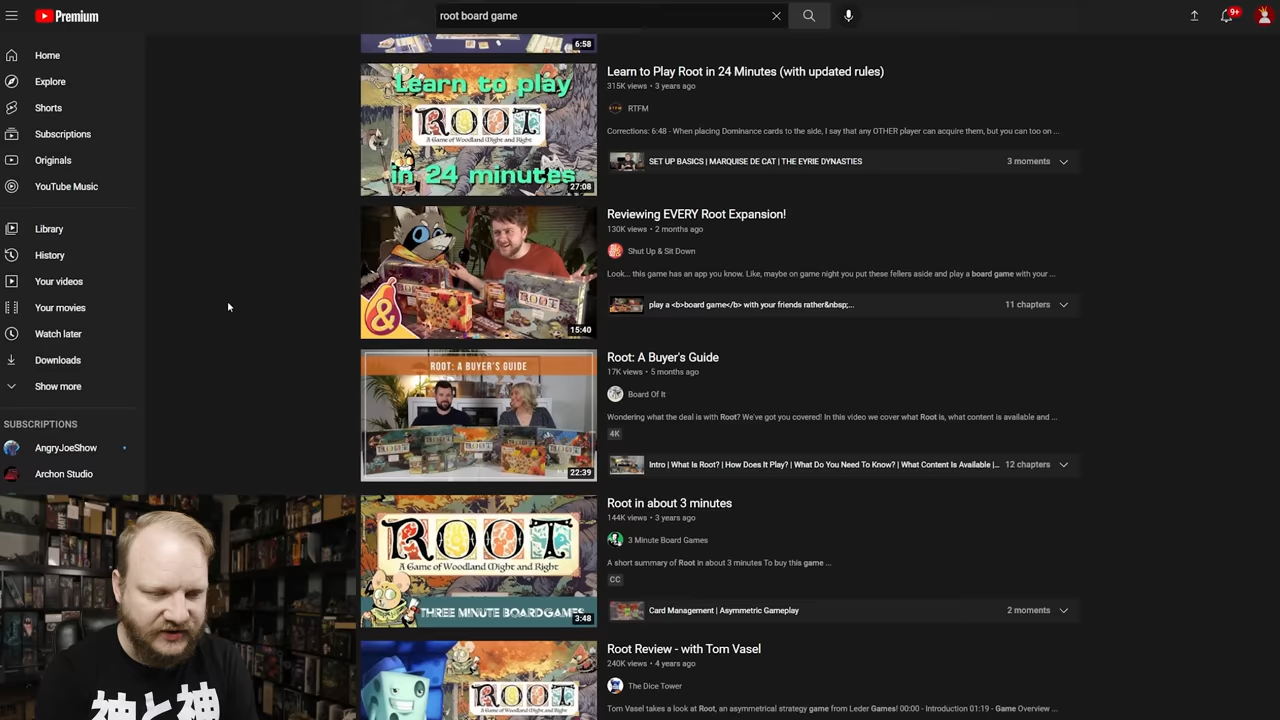 Premium
root board game
9+
Home
Explore
Shorts
Subscriptions
Originals
YouTube Music
Library
History
Your videos
Your movies
Watch later
Downloads
Show more
SUBSCRIPTIONS
AngryJoeShow
Archon Studio
神と神
6:58
Learn to play
ROOT
A Game of Woodland Might and Right
in 24 minutes
27:08
Learn to Play Root in 24 Minutes (with updated rules)
315K views • 3 years ago
RTFM
Corrections: 6:48 - When placing Dominance cards to the side, I say that any OTHER player can acquire them, but you can too on ...
SET UP BASICS | MARQUISE DE CAT | THE EYRIE DYNASTIES
3 moments
ROOT
&
15:40
Reviewing EVERY Root Expansion!
130K views • 2 months ago
Shut Up & Sit Down
Look... this game has an app you know. Like, maybe on game night you put these fellers aside and play a board game with your ...
play a <b>board game</b> with your friends rather&nbsp;...
11 chapters
ROOT: A BUYER'S GUIDE
22:39
Root: A Buyer's Guide
17K views • 5 months ago
Board Of It
Wondering what the deal is with Root? We've got you covered! In this video we cover what Root is, what content is available and ...
4K
Intro | What Is Root? | How Does It Play? | What Do You Need To Know? | What Content Is Available |...
12 chapters
ROOT
A Game of Woodland Might and Right
THREE MINUTE BOARDGAMES
3:48
Root in about 3 minutes
144K views • 3 years ago
3 Minute Board Games
A short summary of Root in about 3 minutes To buy this game ...
CC
Card Management | Asymmetric Gameplay
2 moments
ROOT
A Game of Woodland Might and Right
Root Review - with Tom Vasel
240K views • 4 years ago
The Dice Tower
Tom Vasel takes a look at Root, an asymmetrical strategy game from Leder Games! 00:00 - Introduction 01:19 - Game Overview ...